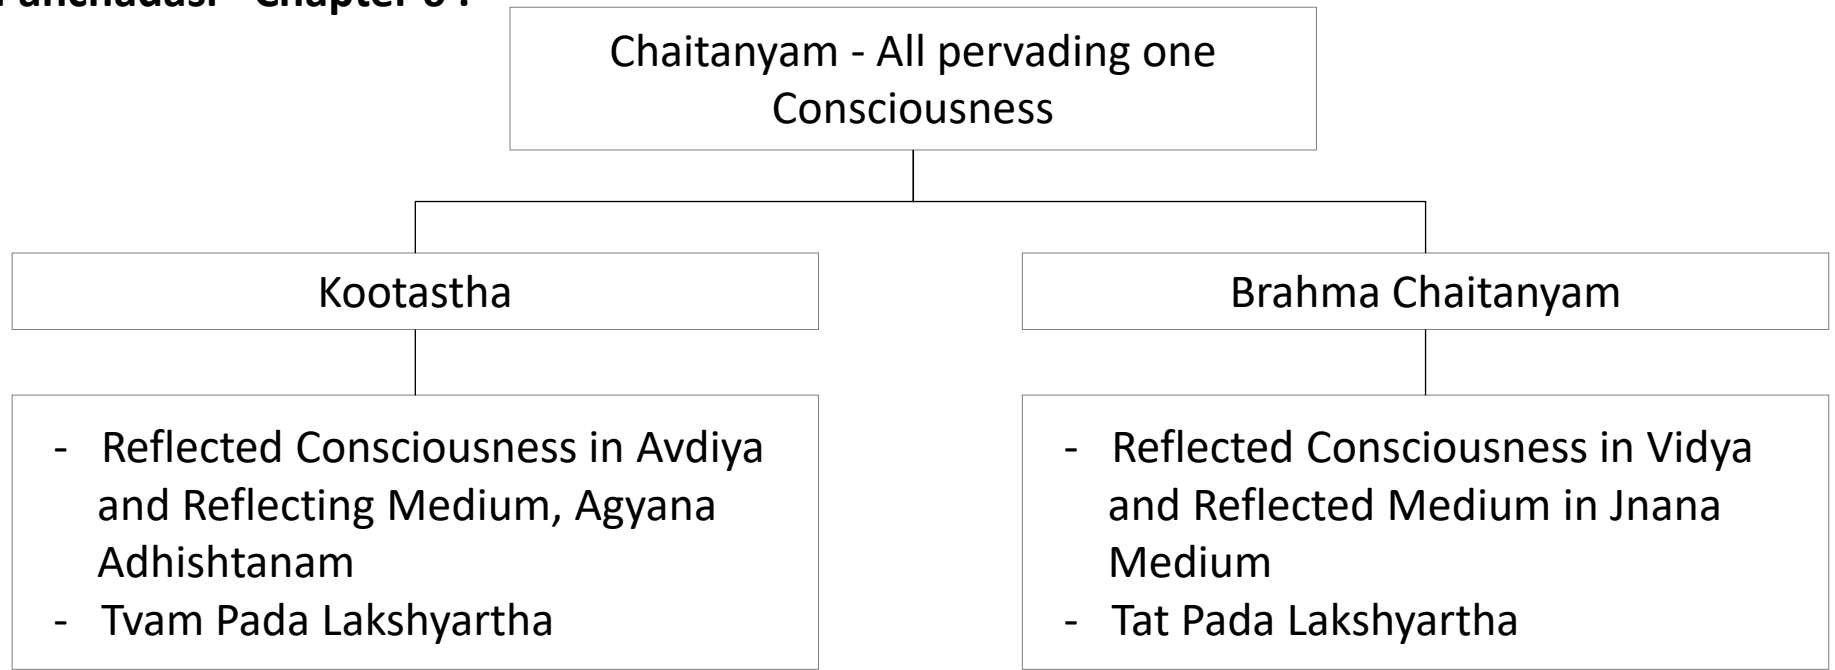 Chapter
Chaitanyam - All pervading one
Consciousness
Kootastha
Brahma Chaitanyam
- Reflected Consciousness in Avdiya
and Reflecting Medium, Agyana
Adhishtanam
- Tvam Pada Lakshyartha
- Reflected Consciousness in Vidya
and Reflected Medium in Jnana
Medium
- Tat Pada Lakshyartha